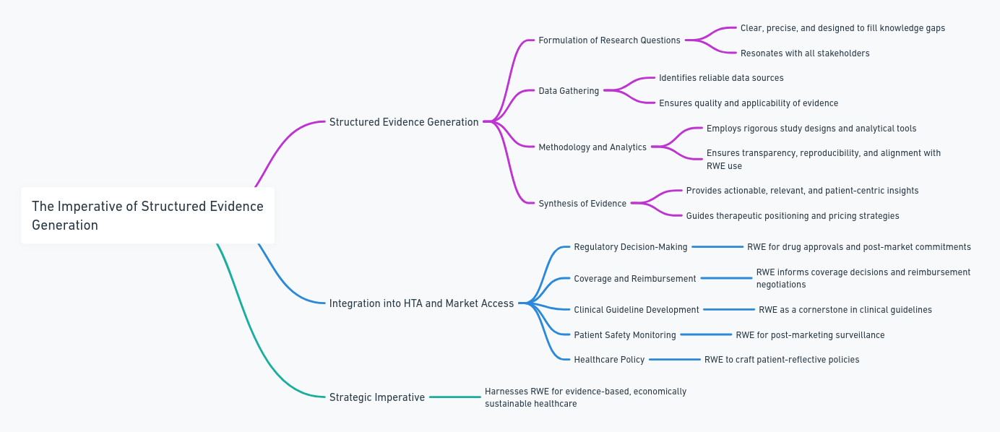 The Imperative of Structured Evidence
Generation
Structured Evidence Generation
Formulation of Research Questions
Clear, precise, and designed to fill knowledge gaps
Resonates with all stakeholders
Data Gathering
Identifies reliable data sources
Ensures quality and applicability of evidence
Methodology and Analytics
Employs rigorous study designs and analytical tools
Ensures transparency, reproducibility, and alignment with
RWE use
Synthesis of Evidence
Provides actionable, relevant, and patient-centric insights
Guides therapeutic positioning and pricing strategies
Integration into HTA and Market Access
Regulatory Decision-Making
RWE for drug approvals and post-market commitments
Coverage and Reimbursement
RWE informs coverage decisions and reimbursement
negotiations
Clinical Guideline Development
RWE as a cornerstone in clinical guidelines
Patient Safety Monitoring
RWE for post-marketing surveillance
Healthcare Policy
RWE to craft patient-reflective policies
Strategic Imperative
Harnesses RWE for evidence-based, economically
sustainable healthcare